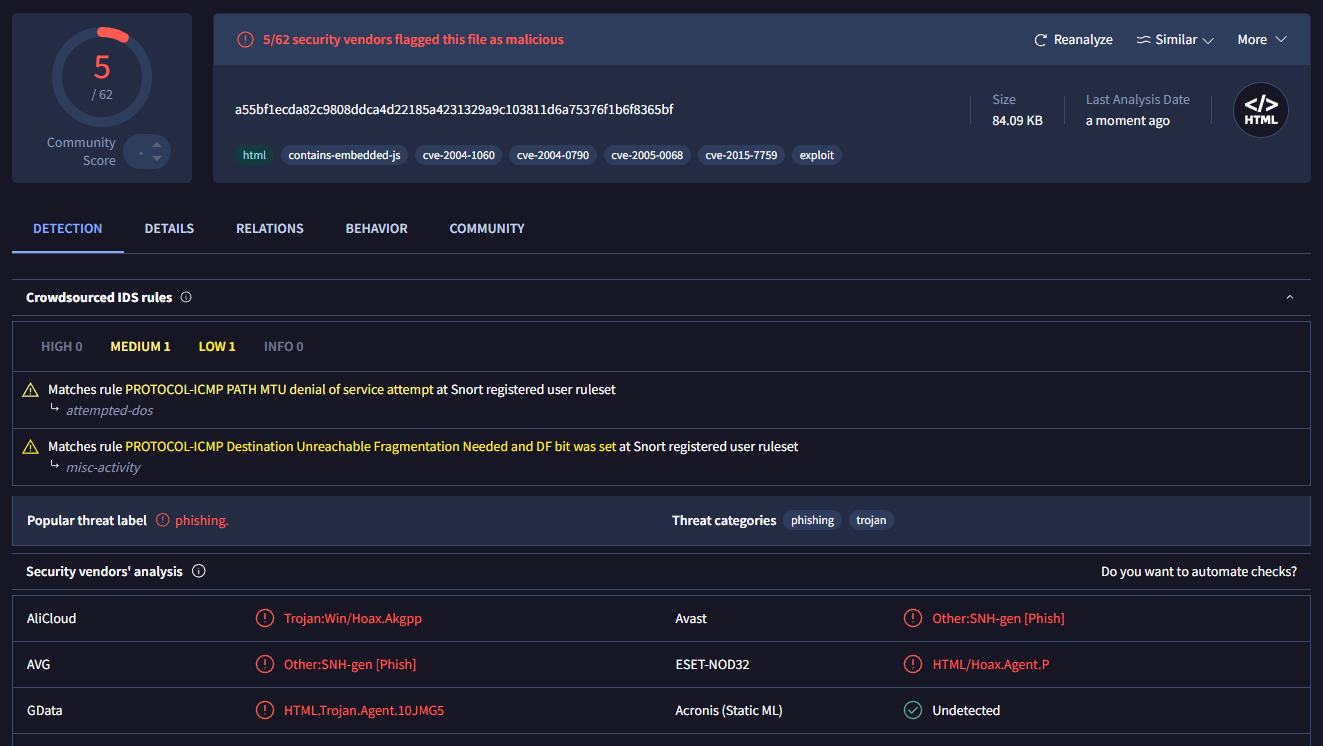 5
/ 62
Community
Score
-
5/62 security vendors flagged this file as malicious
Reanalyze
Similar
More
a55bf1ecda82c9808ddca4d22185a4231329a9c103811d6a75376f1b6f8365bf
Size
84.09 KB
Last Analysis Date
a moment ago
</>
HTML
html contains-embedded-js cve-2004-1060 cve-2004-0790 cve-2005-0068 cve-2015-7759 exploit
DETECTION DETAILS RELATIONS BEHAVIOR COMMUNITY
Crowdsourced IDS rules
HIGH 0 MEDIUM 1 LOW 1 INFO 0
Matches rule PROTOCOL-ICMP PATH MTU denial of service attempt at Snort registered user ruleset
attempted-dos
Matches rule PROTOCOL-ICMP Destination Unreachable Fragmentation Needed and DF bit was set at Snort registered user ruleset
misc-activity
Popular threat label phishing. Threat categories phishing trojan
Security vendors' analysis Do you want to automate checks?
AliCloud Trojan:Win/Hoax.Akgpp Avast Other:SNH-gen [Phish]
AVG Other:SNH-gen [Phish] ESET-NOD32 HTML/Hoax.Agent.P
GData HTML.Trojan.Agent.10JMG5 Acronis (Static ML) Undetected